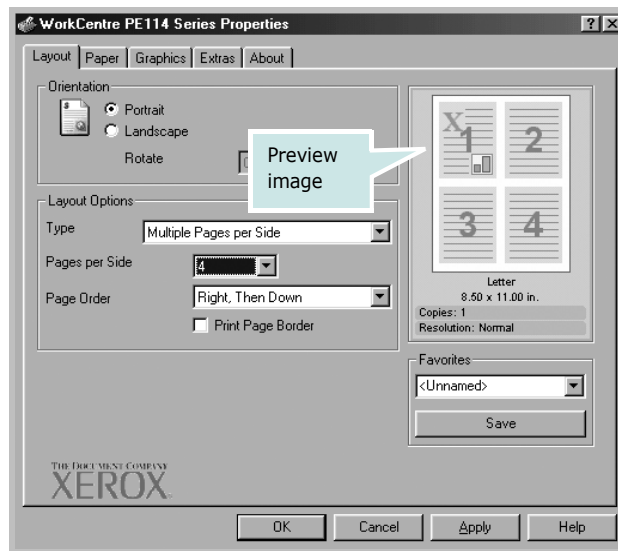 WorkCentre PE114 Series Properties
Layout Paper Graphics Extras About
Orientation
Portrait
Landscape
Rotate
Preview
image
Layout Options
Type Multiple Pages per Side
Pages per Side 4
Page Order Right, Then Down
Print Page Border
X
1 2
3 4
Letter
8.50 x 11.00 in.
Copies: 1
Resolution: Normal
Favorites
<Unnamed>
Save
THE DOCUMENT COMPANY
XEROX
OK Cancel Apply Help